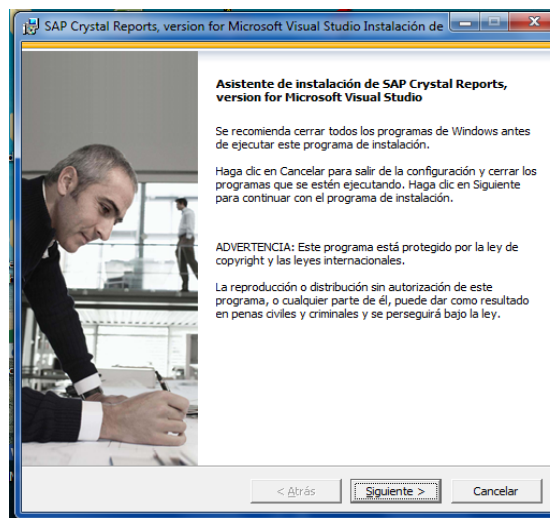 SAP Crystal Reports, version for Microsoft Visual Studio Instalación de
Asistente de instalación de SAP Crystal Reports,
version for Microsoft Visual Studio
Se recomienda cerrar todos los programas de Windows antes
de ejecutar este programa de instalación.
Haga clic en Cancelar para salir de la configuración y cerrar los
programas que se estén ejecutando. Haga clic en Siguiente
para continuar con el programa de instalación.
ADVERTENCIA: Este programa está protegido por la ley de
copyright y las leyes internacionales.
La reproducción o distribución sin autorización de este
programa, o cualquier parte de él, puede dar como resultado
en penas civiles y criminales y se perseguirá bajo la ley.
< Atrás Siguiente > Cancelar